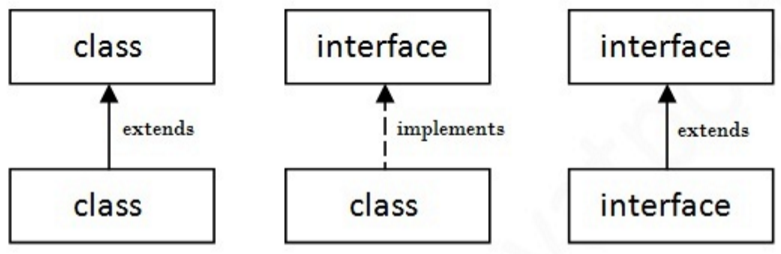 class
interface
interface
extends
implements
extends
class
class
interface